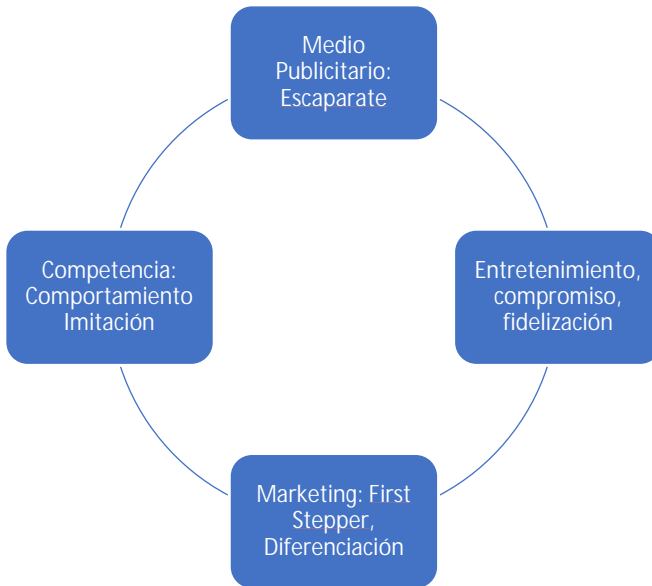 Medio
Publicitario:
Escaparate
Competencia:
Comportamiento
Imitación
Entretenimiento,
compromiso,
fidelización
Marketing: First
Stepper,
Diferenciación